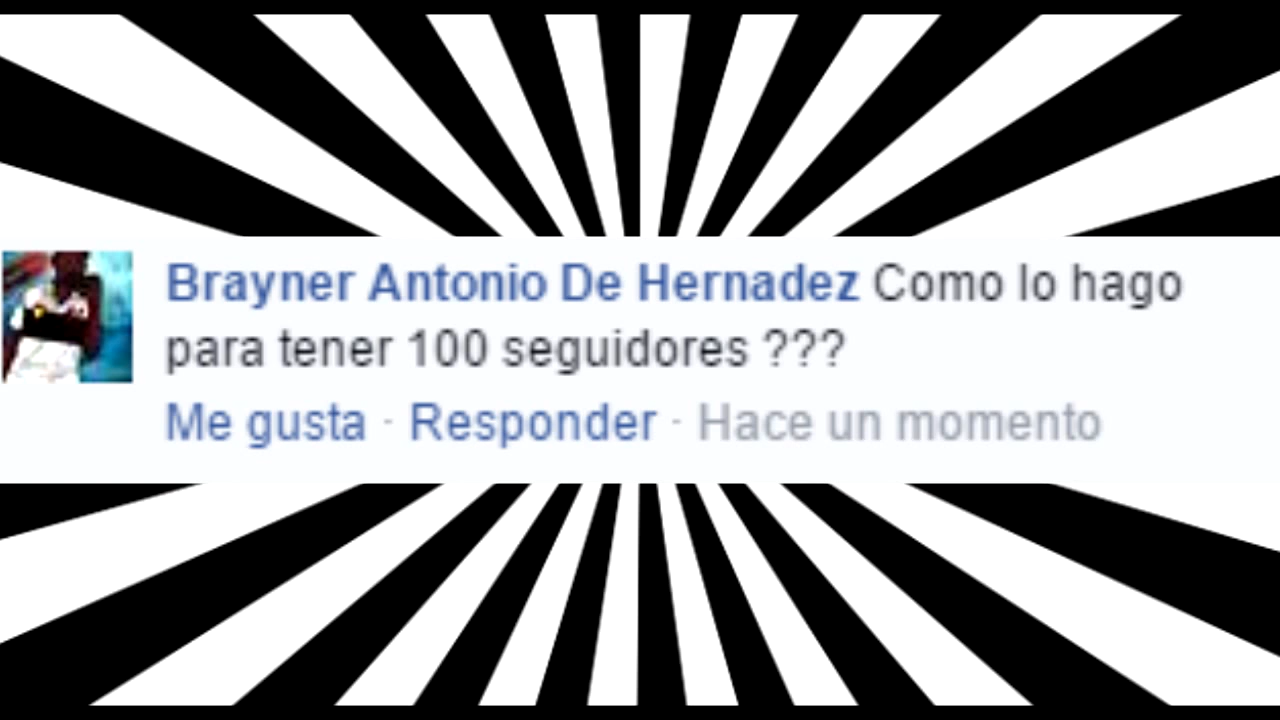 Brayner Antonio De Hernadez Como lo hago
para tener 100 seguidores ???
Me gusta · Responder · Hace un momento